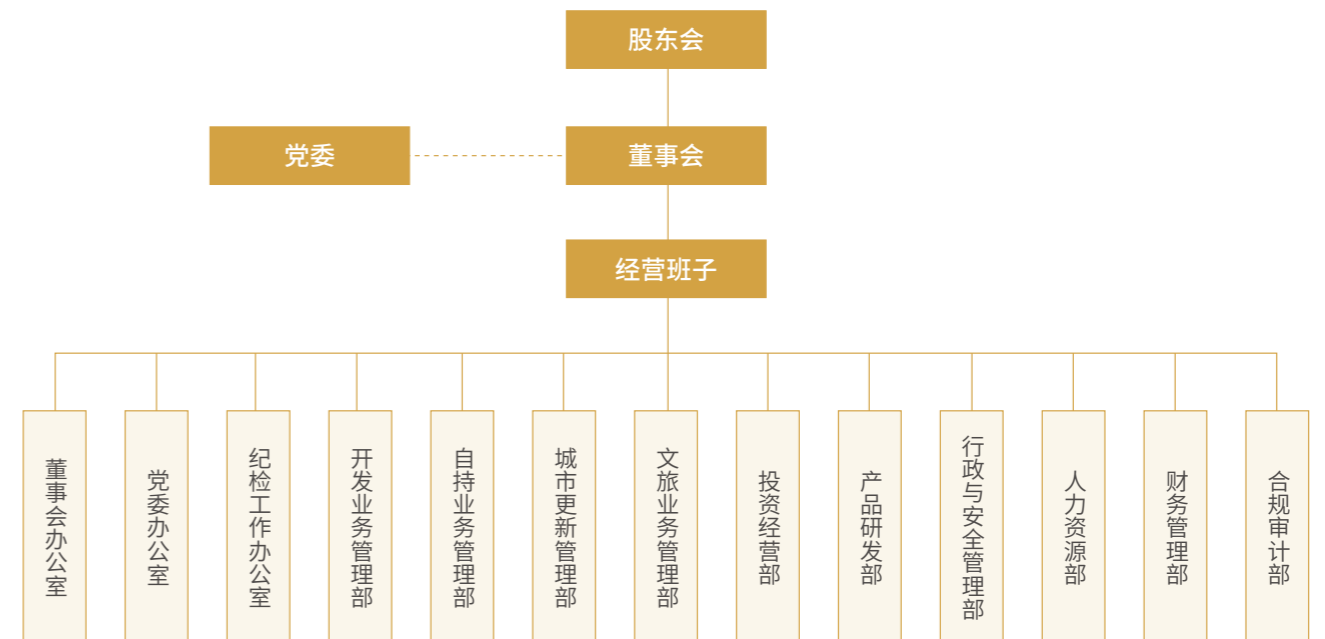 股东会
党委
董事会
经营班子
董事会办公室
党委办公室
纪检工作办公室
开发业务管理部
自持业务管理部
城市更新管理部
文旅业务管理部
投资经营部
产品研发部
行政与安全管理部
人力资源部
财务管理部
合规审计部